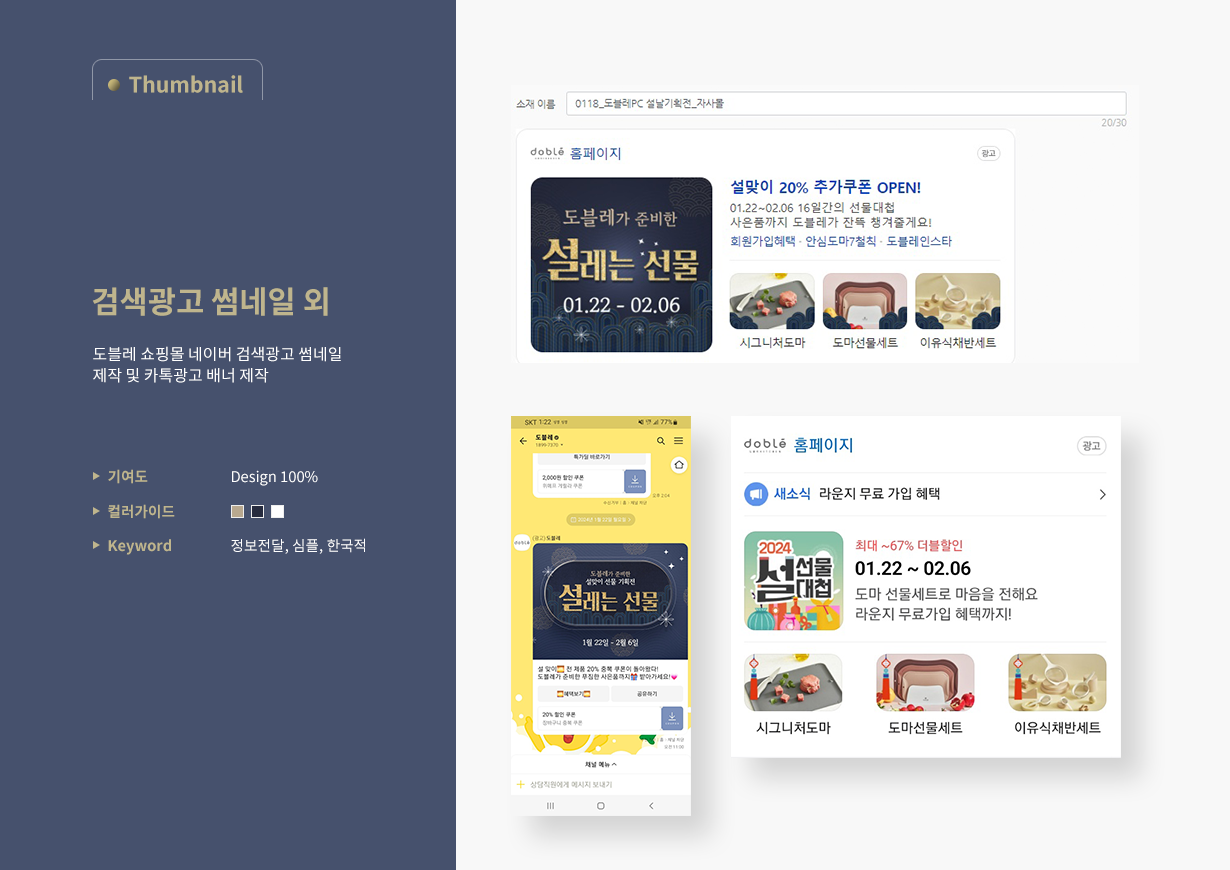 Thumbnail
검색광고 썸네일 외
도블레 쇼핑몰 네이버 검색광고 썸네일
제작 및 카톡광고 배너 제작
기여도 Design 100%
컬러가이드
Keyword 정보전달, 심플, 한국적
소재 이름 0118_도블레PC 설날기획전_자사몰
20/30
doblé 홈페이지 광고
도블레가 준비한
설레는 선물
01.22 - 02.06
설맞이 20% 추가쿠폰 OPEN!
01.22~02.06 16일간의 선물대첩
사은품까지 도블레가 잔뜩 챙겨줄게요!
회원가입혜택 · 안심도마7철칙 · 도블레인스타
시그니처도마 도마선물세트 이유식채반세트
SKT 1:22 77%
도블레
1899-7370
특가딜 바로가기
2,000원 할인 쿠폰
오후 2:04
2024년 1월 22일 월요일
doblé
(광고) 도블레
도블레가 준비한
설맞이 선물 기획전
설레는 선물
1월 22일 - 2월 6일
설 맞이 전 제품 20% 중복 쿠폰이 돌아왔다!
도블레가 준비한 푸짐한 사은품까지 받아가세요!
혜택보기 공유하기
20% 할인 쿠폰
장바구니 중복 쿠폰
홈 · 채널 차단
오전 11:00
채널 메뉴
상담직원에게 메시지 보내기
doblé 홈페이지 광고
새소식 라운지 무료 가입 혜택
2024
설 선물대첩
최대 ~67% 더블할인
01.22 ~ 02.06
도마 선물세트로 마음을 전해요
라운지 무료가입 혜택까지!
시그니처도마 도마선물세트 이유식채반세트